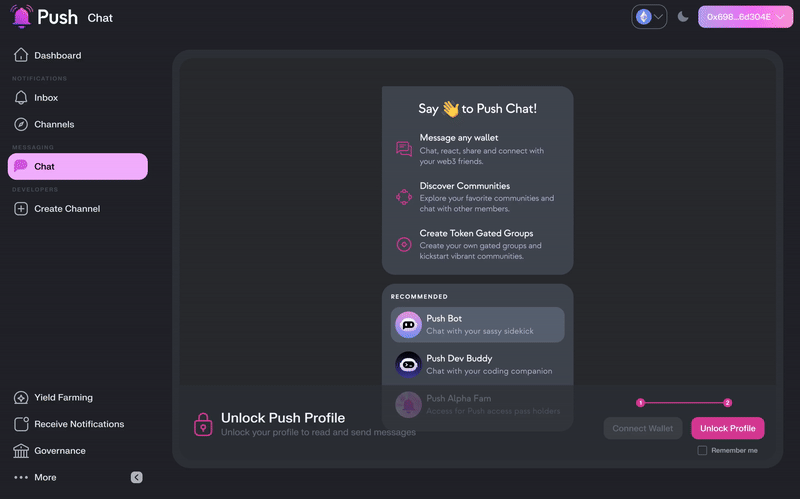 Push Chat
0x698...6d304E
Dashboard
NOTIFICATIONS
Inbox
Channels
MESSAGING
Chat
DEVELOPERS
Create Channel
Yield Farming
Receive Notifications
Governance
More
Say 👋 to Push Chat!
Message any wallet
Chat, react, share and connect with
your web3 friends.
Discover Communities
Explore your favorite communities and
chat with other members.
Create Token Gated Groups
Create your own gated groups and
kickstart vibrant communities.
RECOMMENDED
Push Bot
Chat with your sassy sidekick
Push Dev Buddy
Chat with your coding companion
Push Alpha Fam
Access for Push access pass holders
Unlock Push Profile
Unlock your profile to read and send messages
1
2
Connect Wallet
Unlock Profile
Remember me